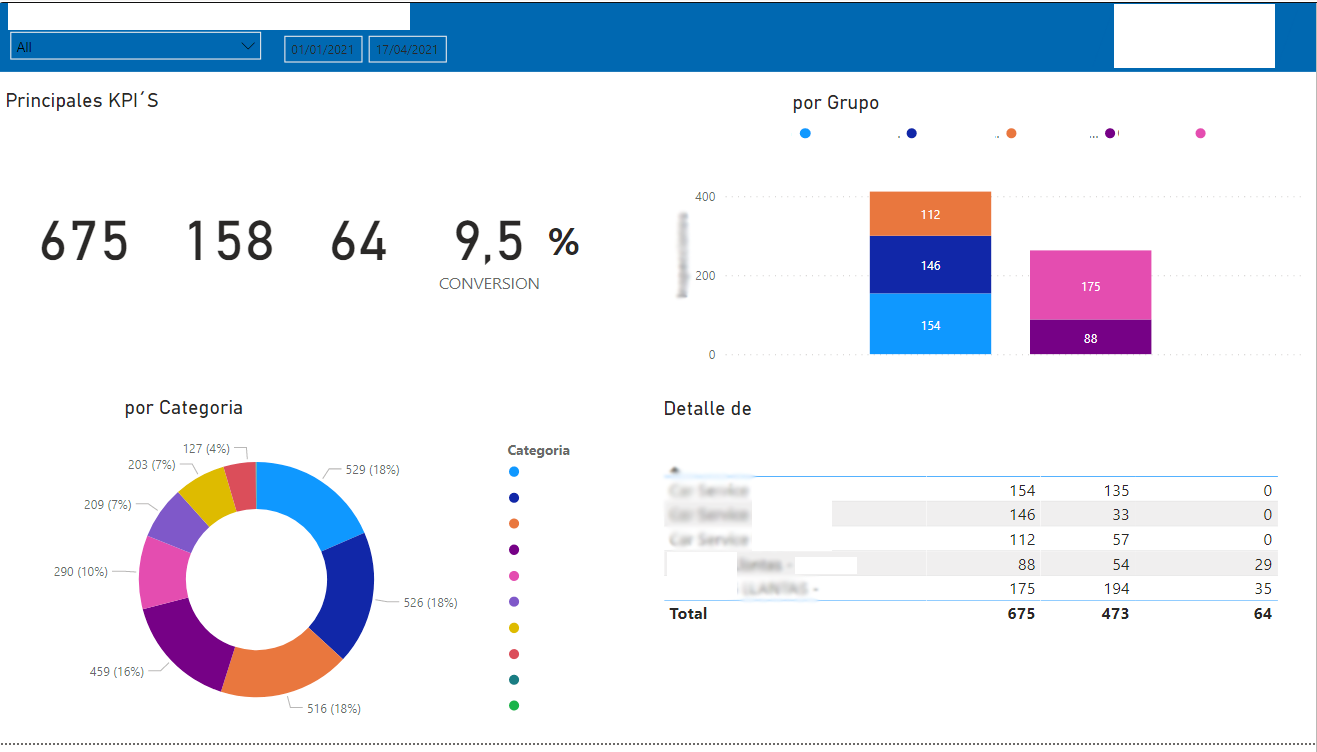 All
01/01/2021 17/04/2021
Principales KPI´S
675 158 64 9,5 %
CONVERSION
por Grupo
400
200
0
112
146
154
175
88
por Categoria
127 (4%)
203 (7%)
209 (7%)
290 (10%)
459 (16%)
516 (18%)
526 (18%)
529 (18%)
Categoria
Detalle de
Car Service 154 135 0
Car Service 146 33 0
Car Service 112 57 0
88 54 29
LLANTAS - 175 194 35
Total 675 473 64